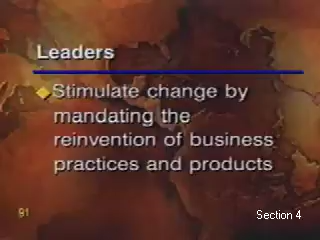 Leaders
Stimulate change by
mandating the
reinvention of business
practices and products
91
Section 4